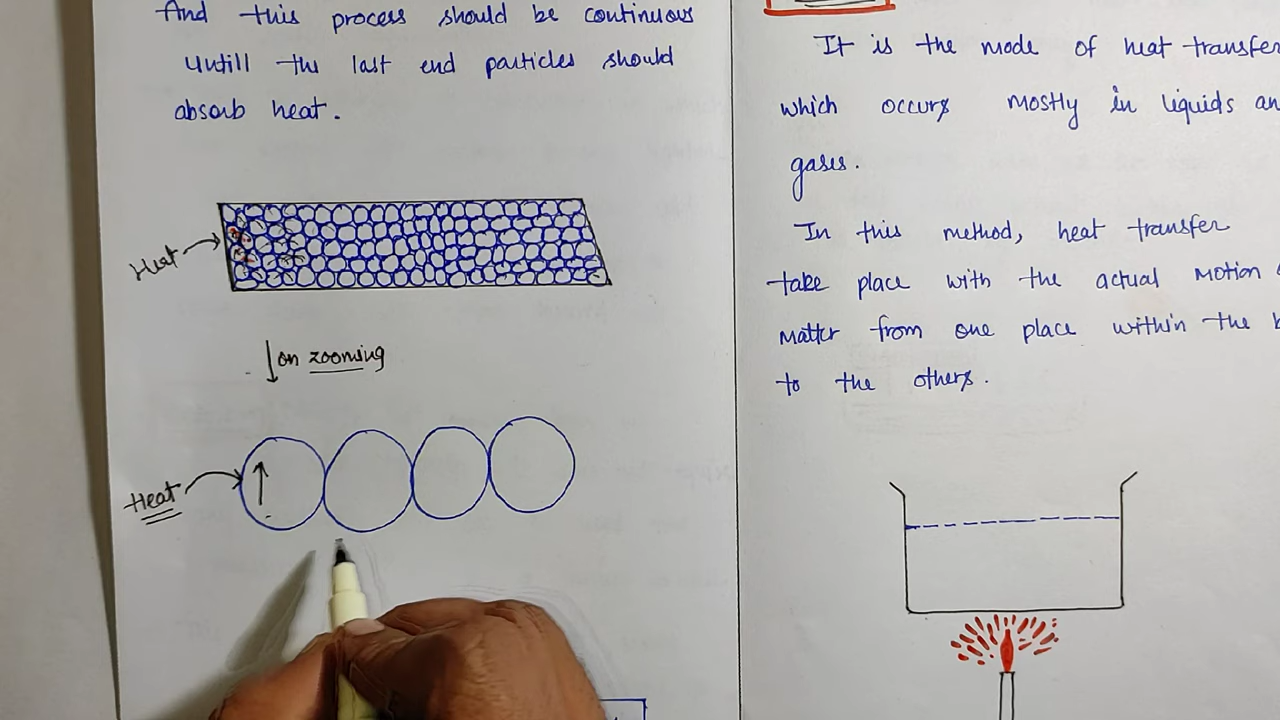 And this process should be continuous
untill the last end particles should
absorb heat.
Heat
on zooming
Heat
It is the mode of heat transfer
which occurs mostly in liquids an
gases.
In this method, heat transfer
take place with the actual motion
matter from one place within the
to the others.